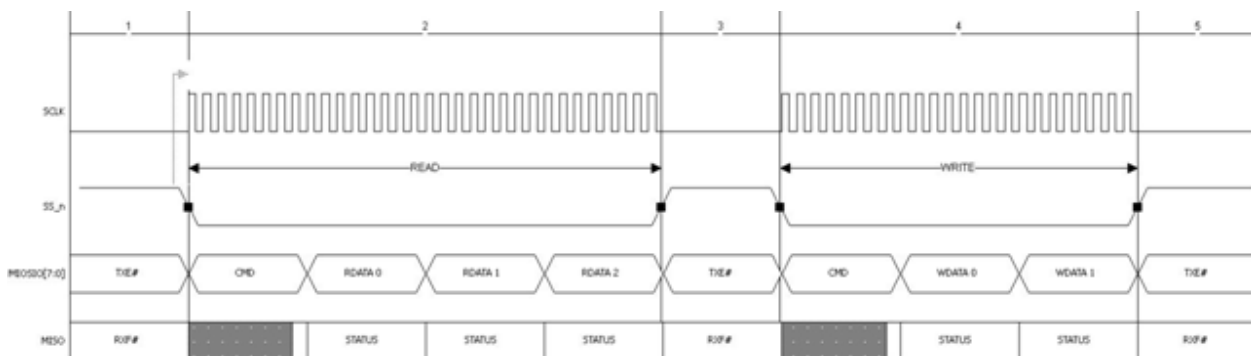 1 2 3 4 5
SCLK
READ WRITE
SS_n
MIOSIO[7:0] TXE# CMD RDATA 0 RDATA 1 RDATA 2 TXE# CMD WDATA 0 WDATA 1 TXE#
MISO RXF# STATUS STATUS STATUS RXF# STATUS STATUS RXF#